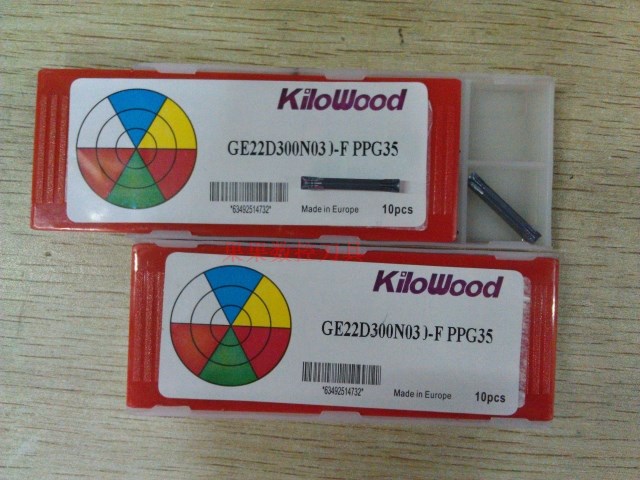 KiloWood
GE22D300N03)-F PPG35
*63492514732*
Made in Europe
10pcs
KiloWood
GE22D300N03)-F PPG35
*63492514732*
Made in Europe
10pcs